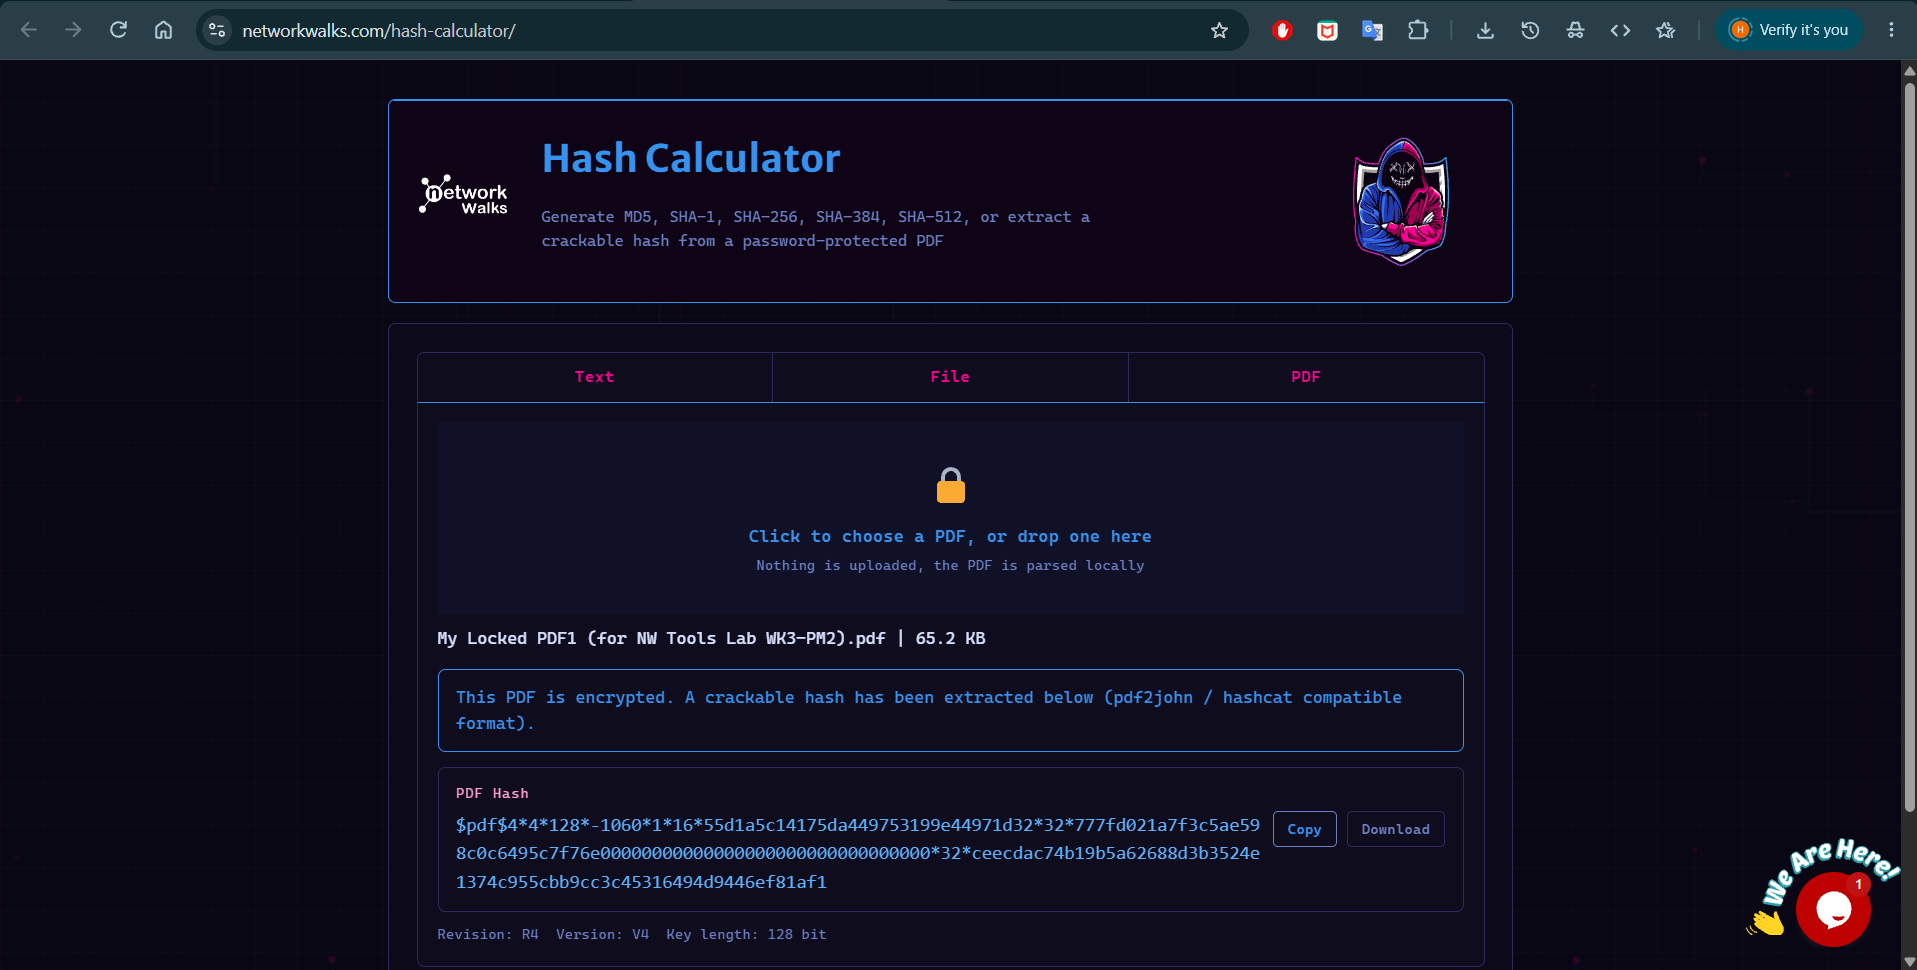 networkwalks.com/hash-calculator/
Verify it's you
H
network
Walks
Hash Calculator
Generate MD5, SHA-1, SHA-256, SHA-384, SHA-512, or extract a
crackable hash from a password-protected PDF
Text
File
PDF
Click to choose a PDF, or drop one here
Nothing is uploaded, the PDF is parsed locally
My Locked PDF1 (for NW Tools Lab WK3-PM2).pdf | 65.2 KB
This PDF is encrypted. A crackable hash has been extracted below (pdf2john / hashcat compatible
format).
PDF Hash
$pdf$4*4*128*-1060*1*16*55d1a5c14175da449753199e44971d32*32*777fd021a7f3c5ae59
8c0c6495c7f76e00000000000000000000000000000000*32*ceecdac74b19b5a62688d3b3524e
1374c955cbb9cc3c45316494d9446ef81af1
Copy
Download
Revision: R4 Version: V4 Key length: 128 bit
We Are Here!
1